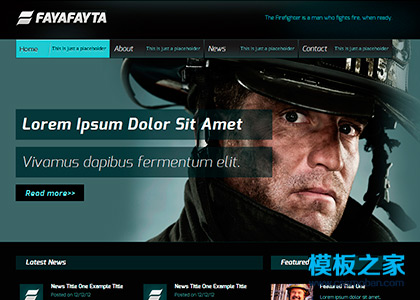 FAYAFAYTA
The Firefighter is a man who fights fire, when ready.
Home This is just a placeholder About This is just a placeholder News This is just a placeholder Contact This is just a placeholder
Lorem Ipsum Dolor Sit Amet
Vivamus dapibus fermentum elit.
Read more>>
模板之家
Latest News Featured
News Title One Example Title News Title One Example Title Featured Title One
Posted on 12/12/12 Posted on 12/12/12